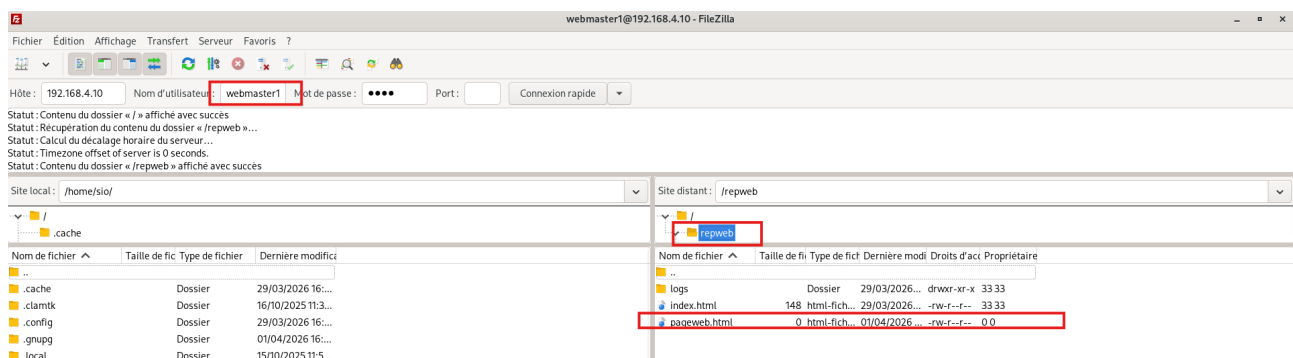 webmaster1@192.168.4.10 - FileZilla
Fichier Édition Affichage Transfert Serveur Favoris ?
Hôte : 192.168.4.10 Nom d'utilisateur : webmaster1 Mot de passe : •••• Port : Connexion rapide
Statut : Contenu du dossier « / » affiché avec succès
Statut : Récupération du contenu du dossier « /repweb »...
Statut : Calcul du décalage horaire du serveur...
Statut : Timezone offset of server is 0 seconds.
Statut : Contenu du dossier « /repweb » affiché avec succès
Site local : /home/sio/ Site distant : /repweb
/ /
.cache repweb
Nom de fichier Taille de fic Type de fichier Dernière modifica Nom de fichier Taille de fi Type de fich Dernière modi Droits d'acc Propriétaire
.. ..
.cache Dossier 29/03/2026 16:... logs Dossier 29/03/2026... drwxr-xr-x 33 33
.clamtk Dossier 16/10/2025 11:3... index.html 148 html-fich... 29/03/2026... -rw-r--r-- 33 33
.config Dossier 29/03/2026 16:... pageweb.html 0 html-fich... 01/04/2026 ... -rw-r--r-- 0 0
.gnupg Dossier 01/04/2026 16:...
.local Dossier 15/10/2025 11:5